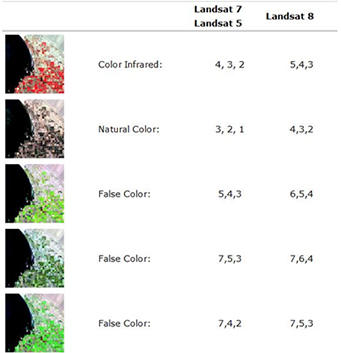 Landsat 7
Landsat 5
Landsat 8
Color Infrared: 4, 3, 2 5,4,3
Natural Color: 3, 2, 1 4,3,2
False Color: 5,4,3 6,5,4
False Color: 7,5,3 7,6,4
False Color: 7,4,2 7,5,3